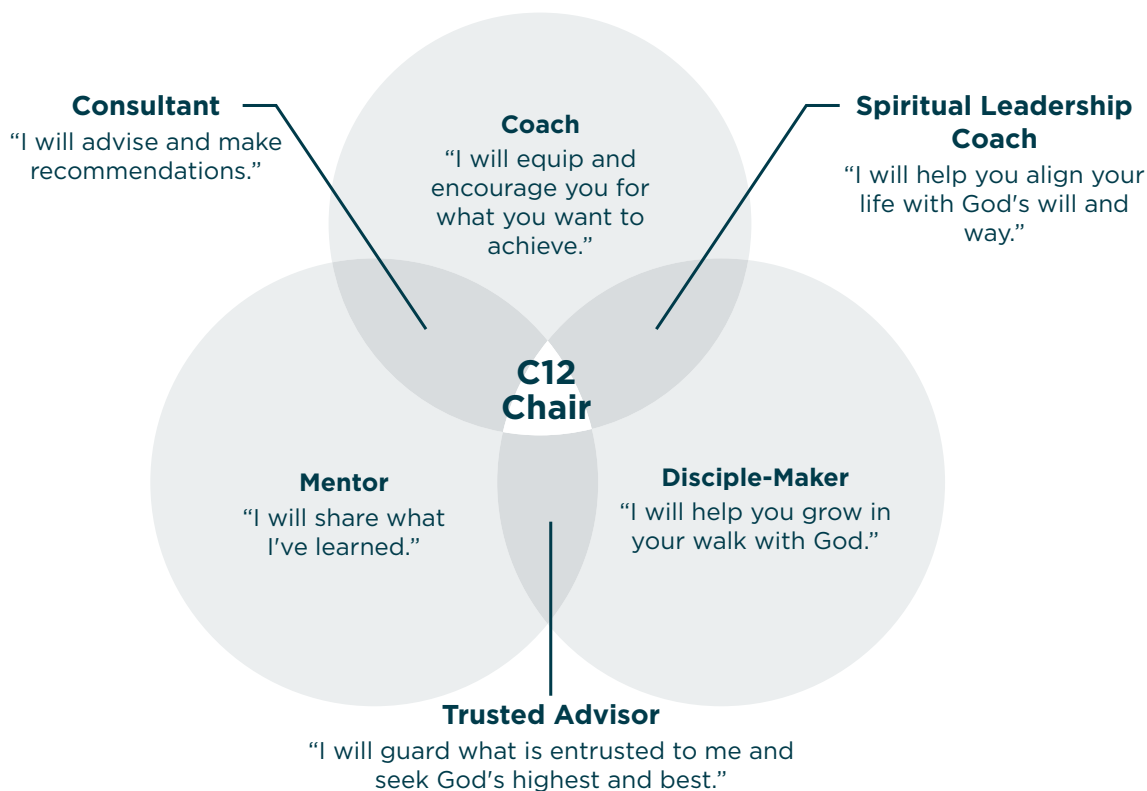 Consultant
“I will advise and make
recommendations.”
Coach
“I will equip and
encourage you for
what you want to
achieve.”
Spiritual Leadership
Coach
“I will help you align your
life with God's will and
way.”
C12
Chair
Mentor
“I will share what
I've learned.”
Disciple-Maker
“I will help you grow in
your walk with God.”
Trusted Advisor
“I will guard what is entrusted to me and
seek God's highest and best.”